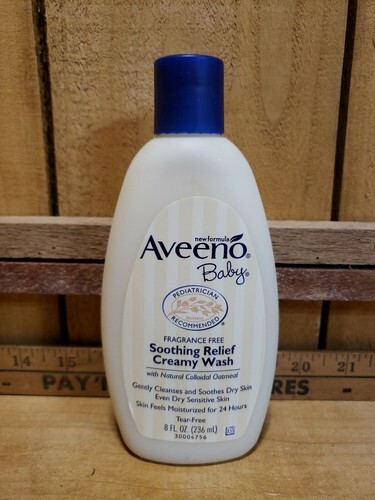 new formula
Aveeno®
Baby®
PEDIATRICIAN
RECOMMENDED
FRAGRANCE FREE
Soothing Relief
Creamy Wash
with Natural Colloidal Oatmeal
Gently Cleanses and Soothes Dry Skin
Even Dry Sensitive Skin
Skin Feels Moisturized for 24 Hours
Tear-Free
8 FL. OZ. (236 mL)
30004756
14 15 20 21
PAY'
RES